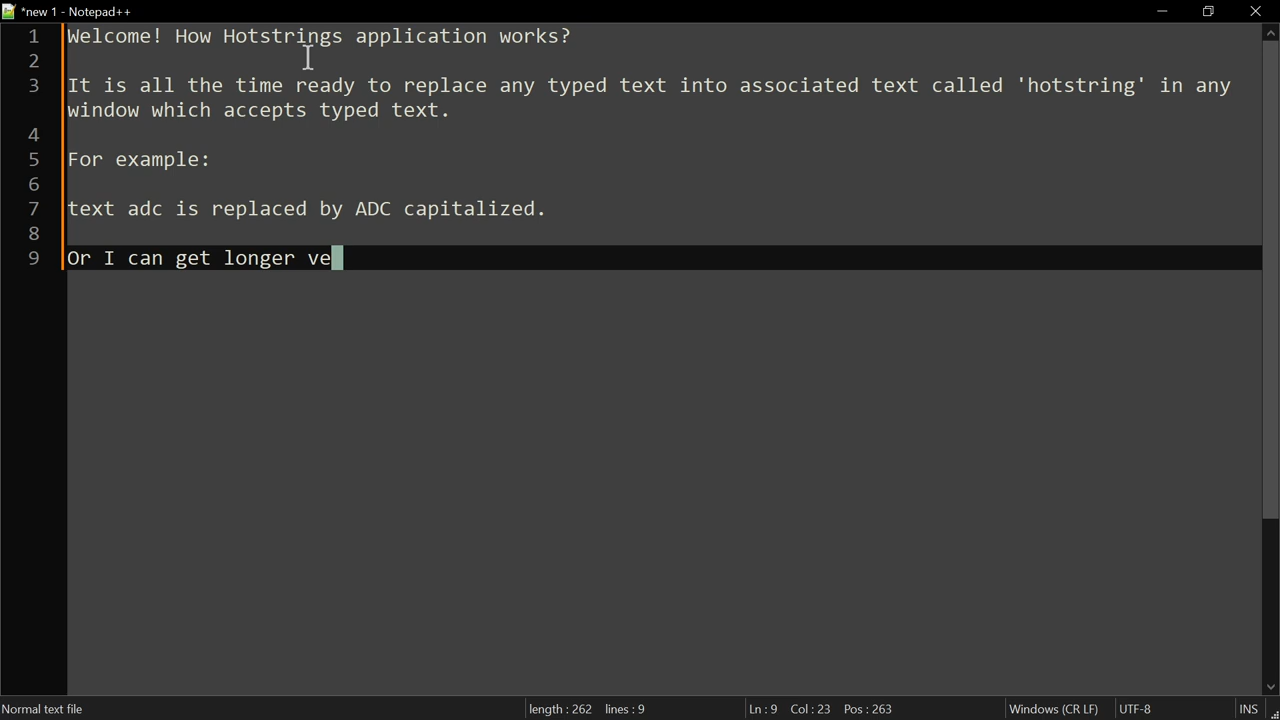 *new 1 - Notepad++
1 Welcome! How Hotstrings application works?
2
3 It is all the time ready to replace any typed text into associated text called 'hotstring' in any
window which accepts typed text.
4
5 For example:
6
7 text adc is replaced by ADC capitalized.
8
9 Or I can get longer ve
Normal text file length : 262 lines : 9 Ln : 9 Col : 23 Pos : 263 Windows (CR LF) UTF-8 INS